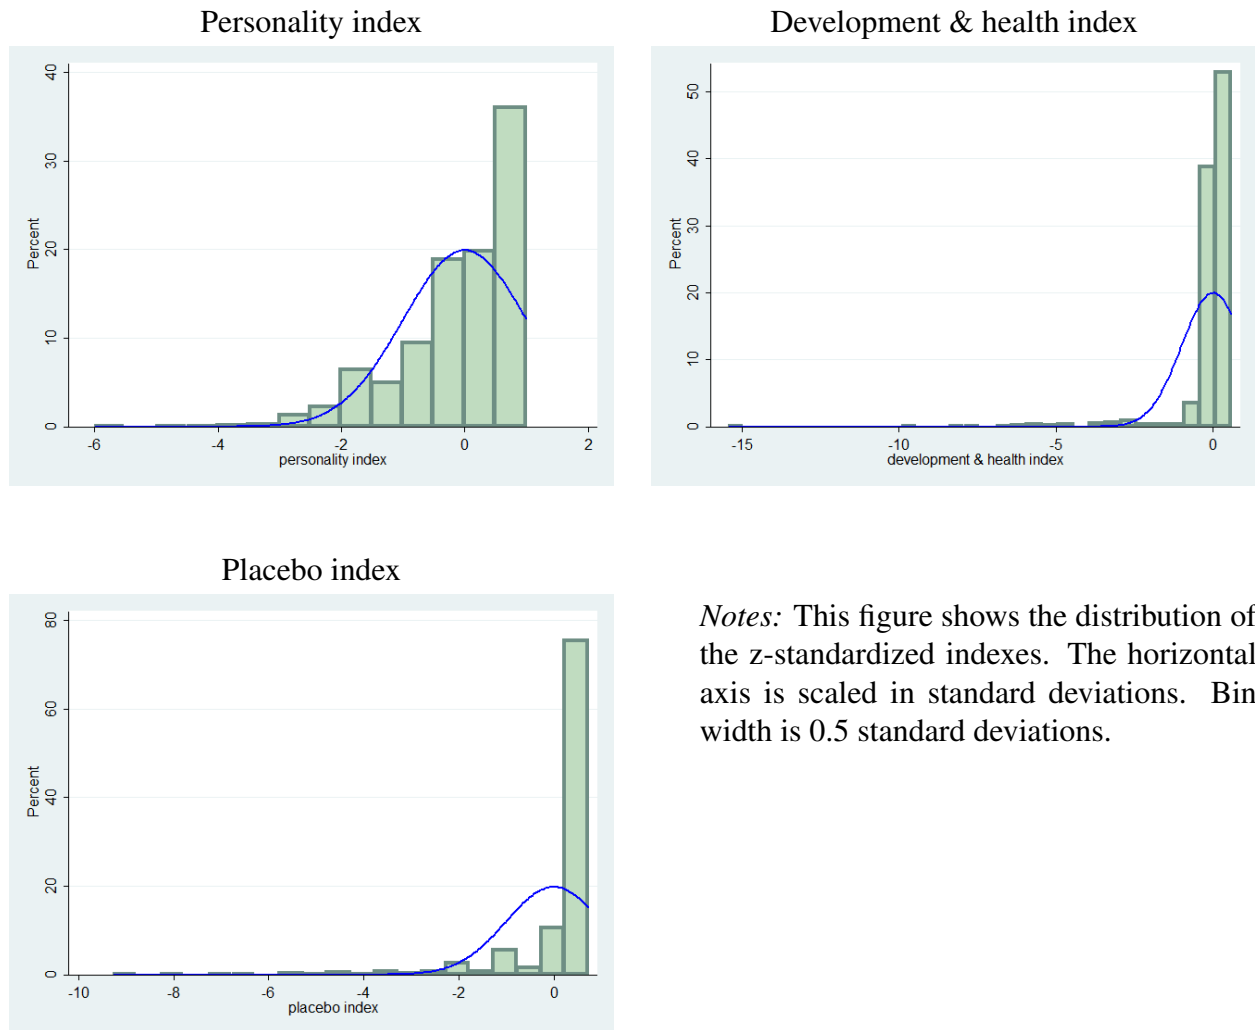 Personality index
40
30
20
10
0
Percent
-6 -4 -2 0 2
personality index
Development & health index
50
40
30
20
10
0
Percent
-15 -10 -5 0
development & health index
Placebo index
80
60
40
20
0
Percent
-10 -8 -6 -4 -2 0
placebo index
Notes: This figure shows the distribution of
the z-standardized indexes. The horizontal
axis is scaled in standard deviations. Bin
width is 0.5 standard deviations.